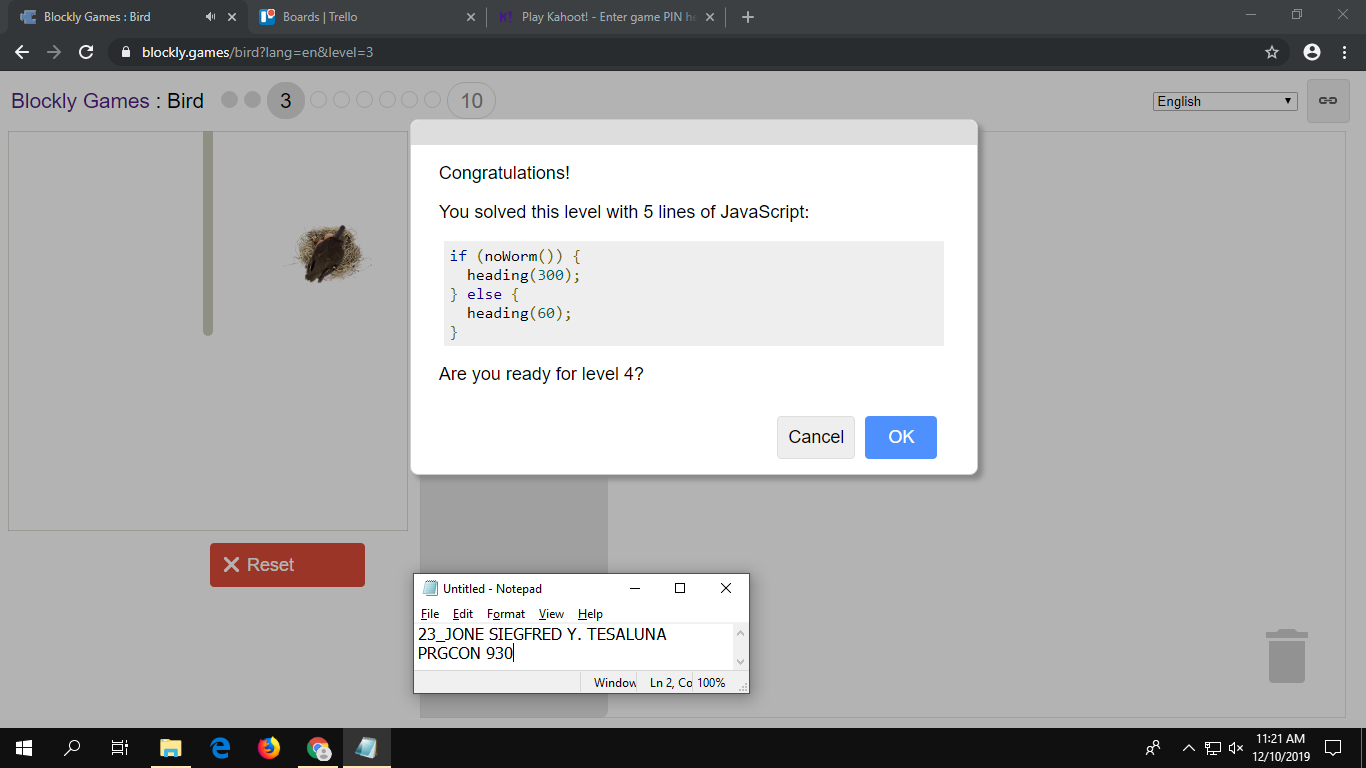 Blockly Games : Bird
Boards | Trello
Play Kahoot! - Enter game PIN he
blockly.games/bird?lang=en&level=3
Blockly Games : Bird
3
10
English
Congratulations!
You solved this level with 5 lines of JavaScript:
if (noWorm()) {
  heading(300);
} else {
  heading(60);
}
Are you ready for level 4?
Cancel
OK
Reset
Untitled - Notepad
File Edit Format View Help
23_JONE SIEGFRED Y. TESALUNA
PRGCON 930
Window Ln 2, Co 100%
11:21 AM
12/10/2019